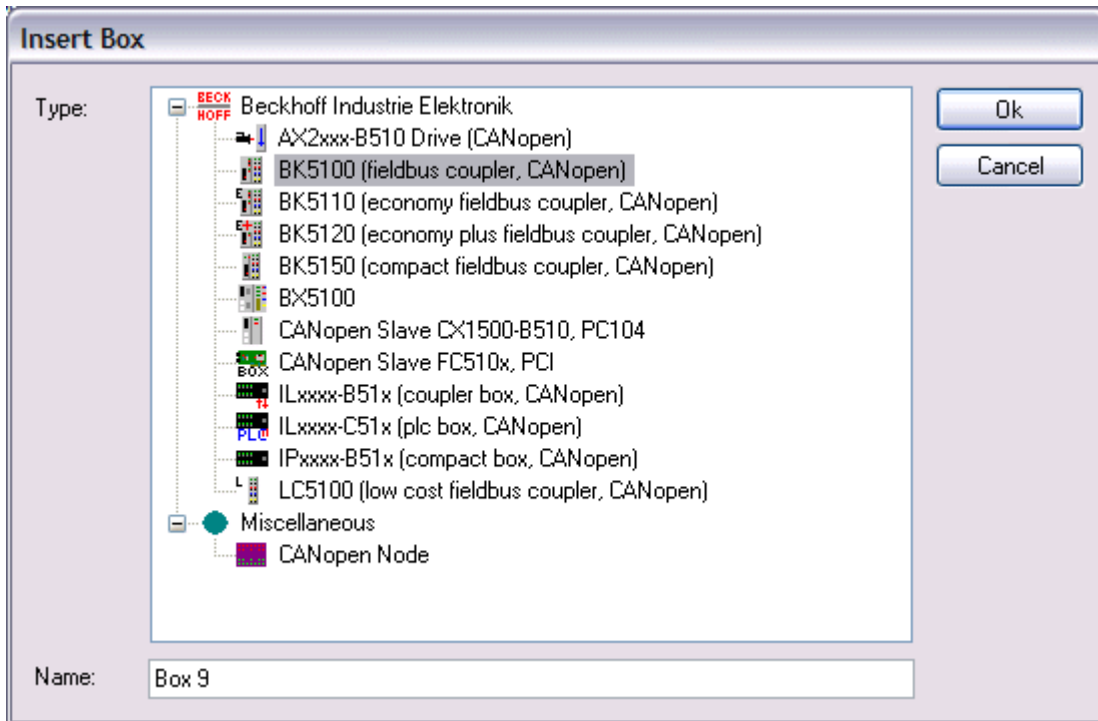 Insert Box
Type:
BECK
HOFF
Beckhoff Industrie Elektronik
AX2xxx-B510 Drive (CANopen)
BK5100 (fieldbus coupler, CANopen)
E
BK5110 (economy fieldbus coupler, CANopen)
E+
BK5120 (economy plus fieldbus coupler, CANopen)
BK5150 (compact fieldbus coupler, CANopen)
BX5100
CANopen Slave CX1500-B510, PC104
BOX
CANopen Slave FC510x, PCI
ILxxxx-B51x (coupler box, CANopen)
PLC
ILxxxx-C51x (plc box, CANopen)
IPxxxx-B51x (compact box, CANopen)
L
LC5100 (low cost fieldbus coupler, CANopen)
Miscellaneous
CANopen Node
Ok
Cancel
Name:
Box 9